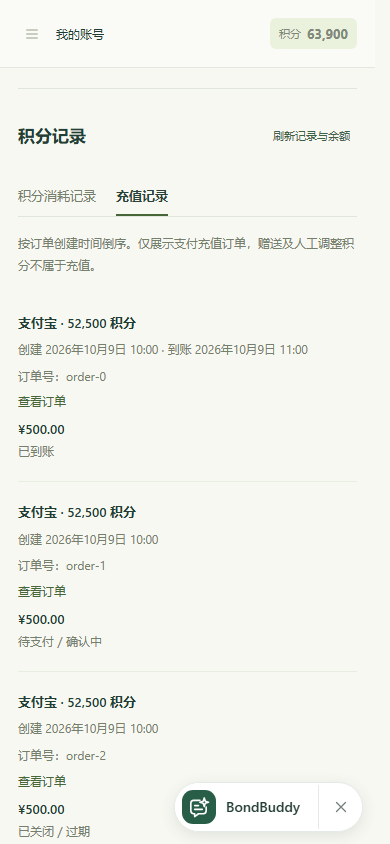 我的账号
积分 63,900
积分记录
刷新记录与余额
积分消耗记录 充值记录
按订单创建时间倒序。仅展示支付充值订单，赠送及人工调整积
分不属于充值。
支付宝 · 52,500 积分
创建 2026年10月9日 10:00 · 到账 2026年10月9日 11:00
订单号：order-0
查看订单
¥500.00
已到账
支付宝 · 52,500 积分
创建 2026年10月9日 10:00
订单号：order-1
查看订单
¥500.00
待支付 / 确认中
支付宝 · 52,500 积分
创建 2026年10月9日 10:00
订单号：order-2
查看订单
¥500.00
已关闭 / 过期
BondBuddy